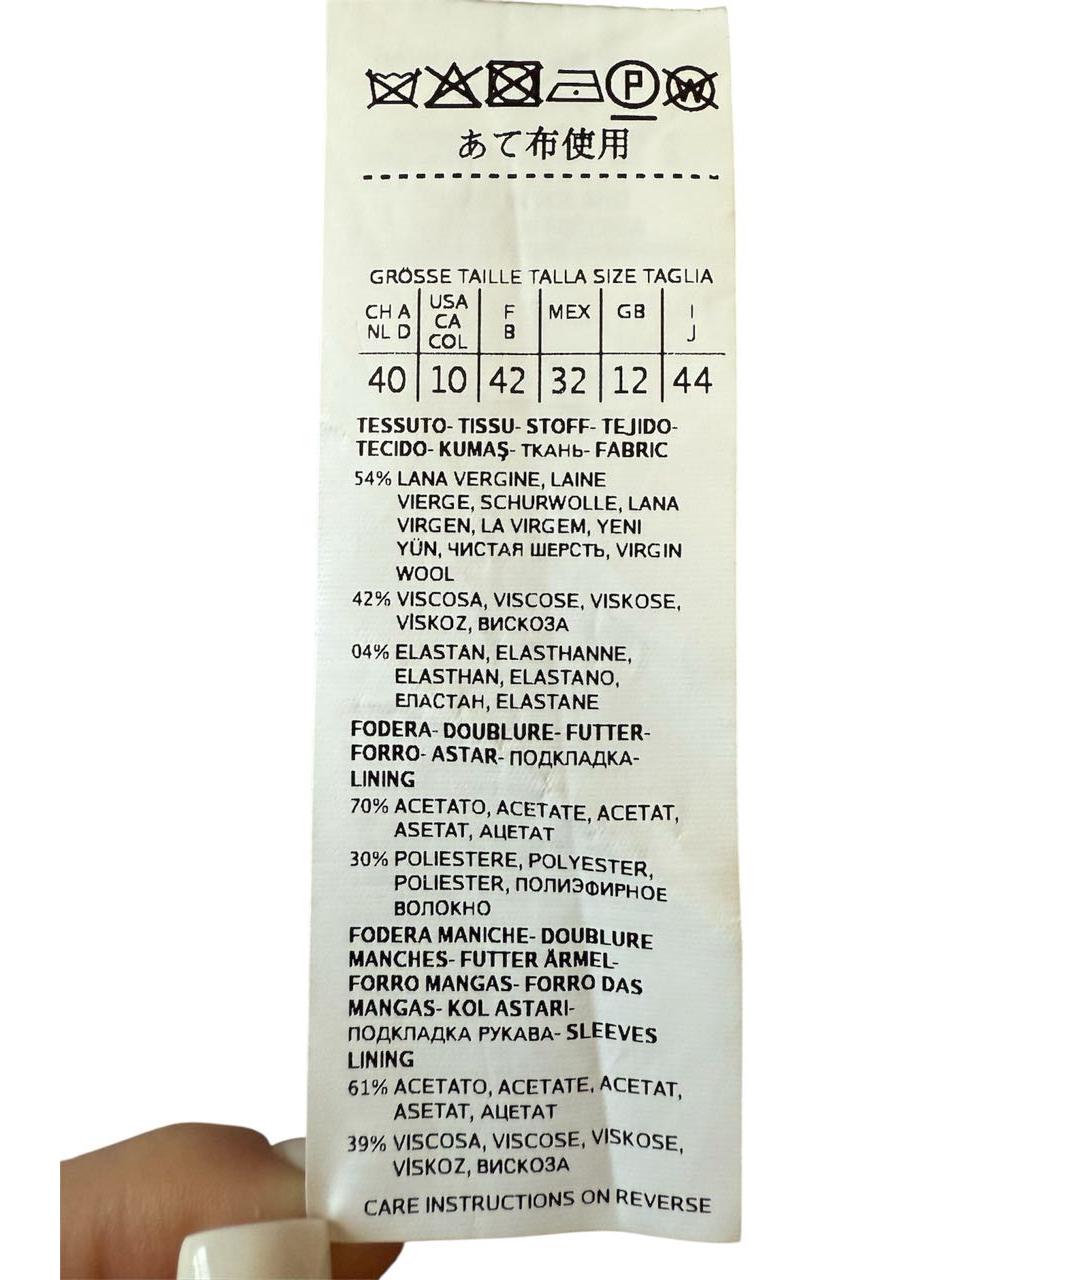 P W
あて布使用
GRÖSSE TAILLE TALLA SIZE TAGLIA
CH A NL D | USA CA COL | F B | MEX | GB | I J
40 | 10 | 42 | 32 | 12 | 44
TESSUTO- TISSU- STOFF- TEJIDO-
TECIDO- KUMAŞ- ТКАНЬ- FABRIC
54% LANA VERGINE, LAINE
VIERGE, SCHURWOLLE, LANA
VIRGEN, LA VIRGEM, YENI
YÜN, ЧИСТАЯ ШЕРСТЬ, VIRGIN
WOOL
42% VISCOSA, VISCOSE, VISKOSE,
VİSKOZ, ВИСКОЗА
04% ELASTAN, ELASTHANNE,
ELASTHAN, ELASTANO,
ЕЛАСТАН, ELASTANE
FODERA- DOUBLURE- FUTTER-
FORRO- ASTAR- ПОДКЛАДКА-
LINING
70% ACETATO, ACETATE, ACETAT,
ASETAT, АЦЕТАТ
30% POLIESTERE, POLYESTER,
POLIESTER, ПОЛИЭФИРНОЕ
ВОЛОКНО
FODERA MANICHE- DOUBLURE
MANCHES- FUTTER ÄRMEL-
FORRO MANGAS- FORRO DAS
MANGAS- KOL ASTARI-
ПОДКЛАДКА РУКАВА- SLEEVES
LINING
61% ACETATO, ACETATE, ACETAT,
ASETAT, АЦЕТАТ
39% VISCOSA, VISCOSE, VISKOSE,
VİSKOZ, ВИСКОЗА
CARE INSTRUCTIONS ON REVERSE